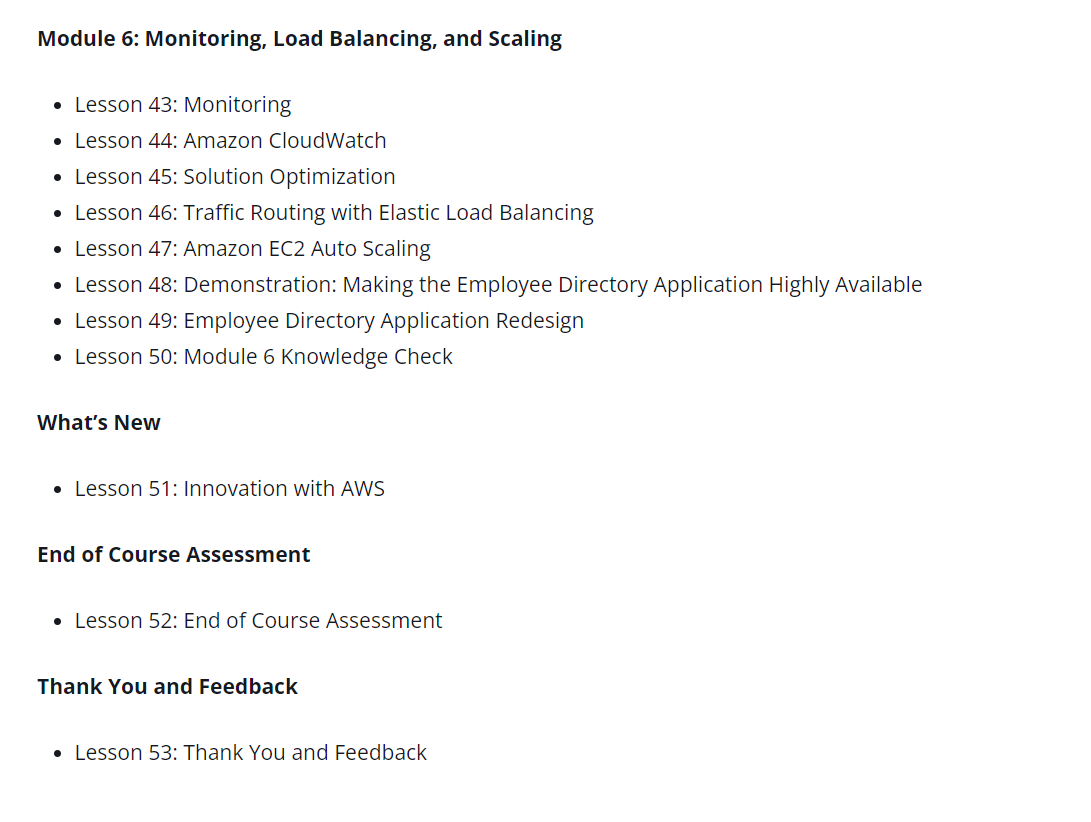 Module 6: Monitoring, Load Balancing, and Scaling
Lesson 43: Monitoring
Lesson 44: Amazon CloudWatch
Lesson 45: Solution Optimization
Lesson 46: Traffic Routing with Elastic Load Balancing
Lesson 47: Amazon EC2 Auto Scaling
Lesson 48: Demonstration: Making the Employee Directory Application Highly Available
Lesson 49: Employee Directory Application Redesign
Lesson 50: Module 6 Knowledge Check
What’s New
Lesson 51: Innovation with AWS
End of Course Assessment
Lesson 52: End of Course Assessment
Thank You and Feedback
Lesson 53: Thank You and Feedback